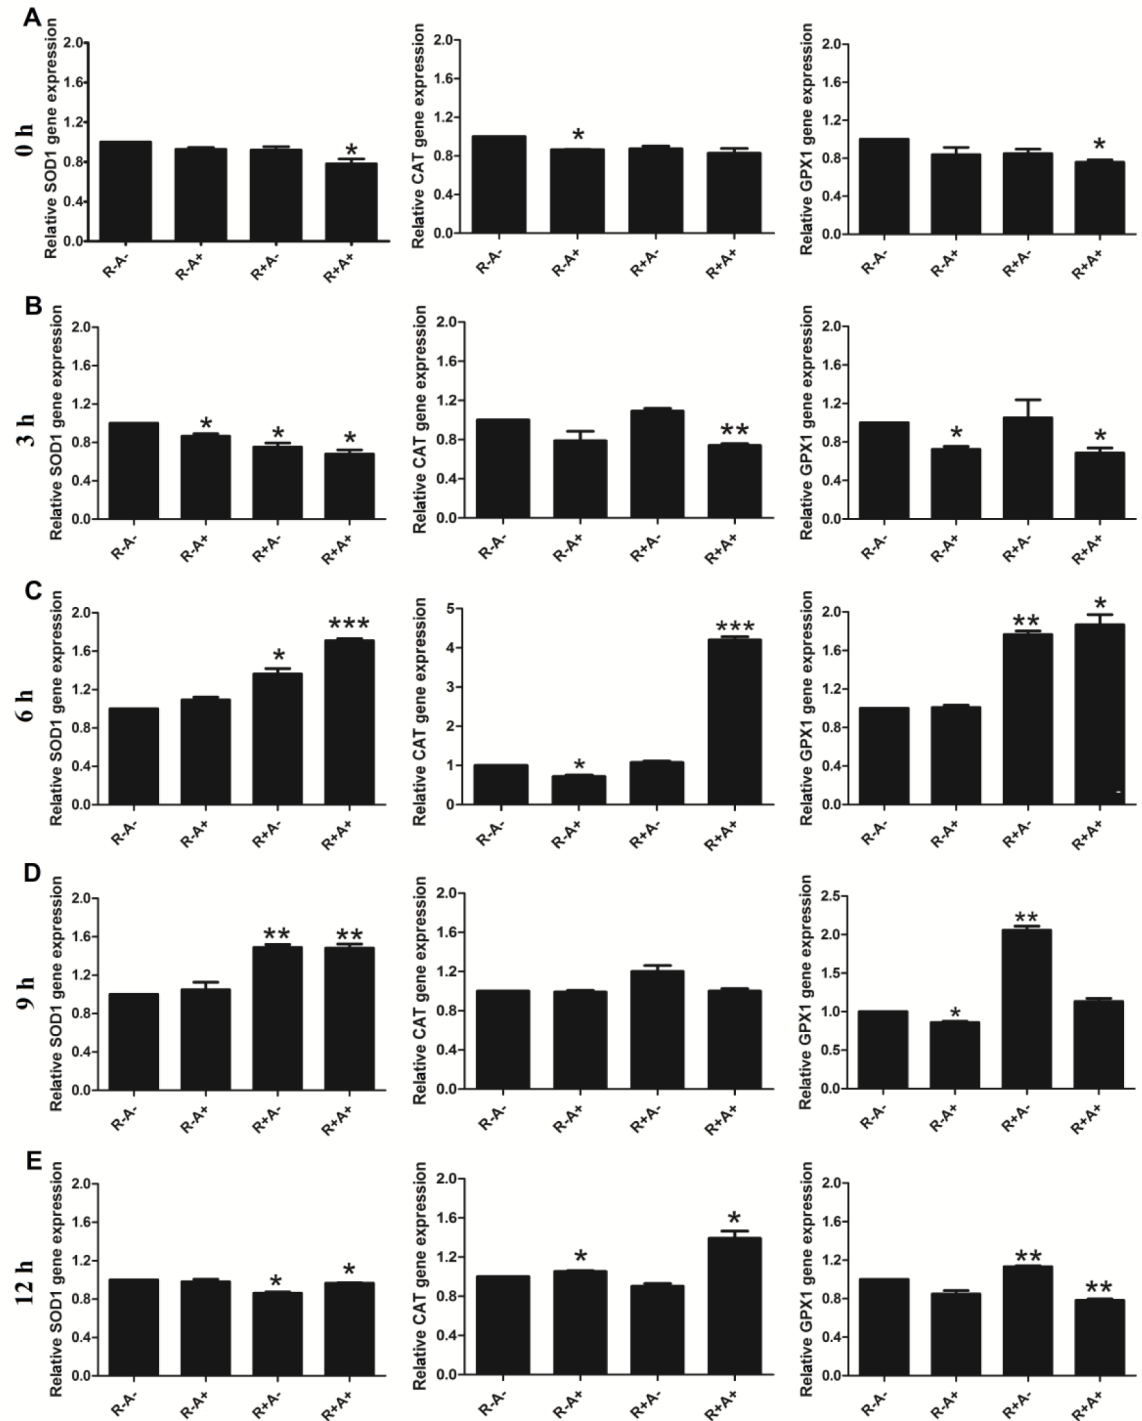 A
0 h
Relative SOD1 gene expression
2.0
1.6
1.2
0.8
0.4
0.0
*
R-A-
R-A+
R+A-
R+A+
Relative CAT gene expression
2.0
1.6
1.2
0.8
0.4
0.0
*
R-A-
R-A+
R+A-
R+A+
Relative GPX1 gene expression
2.0
1.6
1.2
0.8
0.4
0.0
*
R-A-
R-A+
R+A-
R+A+
B
3 h
Relative SOD1 gene expression
2.0
1.6
1.2
0.8
0.4
0.0
* * *
R-A-
R-A+
R+A-
R+A+
Relative CAT gene expression
2.0
1.6
1.2
0.8
0.4
0.0
**
R-A-
R-A+
R+A-
R+A+
Relative GPX1 gene expression
2.0
1.6
1.2
0.8
0.4
0.0
* *
R-A-
R-A+
R+A-
R+A+
C
6 h
Relative SOD1 gene expression
2.0
1.6
1.2
0.8
0.4
0.0
* ***
R-A-
R-A+
R+A-
R+A+
Relative CAT gene expression
5
4
3
2
1
0
* ***
R-A-
R-A+
R+A-
R+A+
Relative GPX1 gene expression
2.0
1.6
1.2
0.8
0.4
0.0
** *
R-A-
R-A+
R+A-
R+A+
D
9 h
Relative SOD1 gene expression
2.0
1.6
1.2
0.8
0.4
0.0
** **
R-A-
R-A+
R+A-
R+A+
Relative CAT gene expression
2.0
1.6
1.2
0.8
0.4
0.0
R-A-
R-A+
R+A-
R+A+
Relative GPX1 gene expression
2.5
2.0
1.5
1.0
0.5
0.0
* **
R-A-
R-A+
R+A-
R+A+
E
12 h
Relative SOD1 gene expression
2.0
1.6
1.2
0.8
0.4
0.0
* *
R-A-
R-A+
R+A-
R+A+
Relative CAT gene expression
2.0
1.6
1.2
0.8
0.4
0.0
* *
R-A-
R-A+
R+A-
R+A+
Relative GPX1 gene expression
2.0
1.6
1.2
0.8
0.4
0.0
** **
R-A-
R-A+
R+A-
R+A+